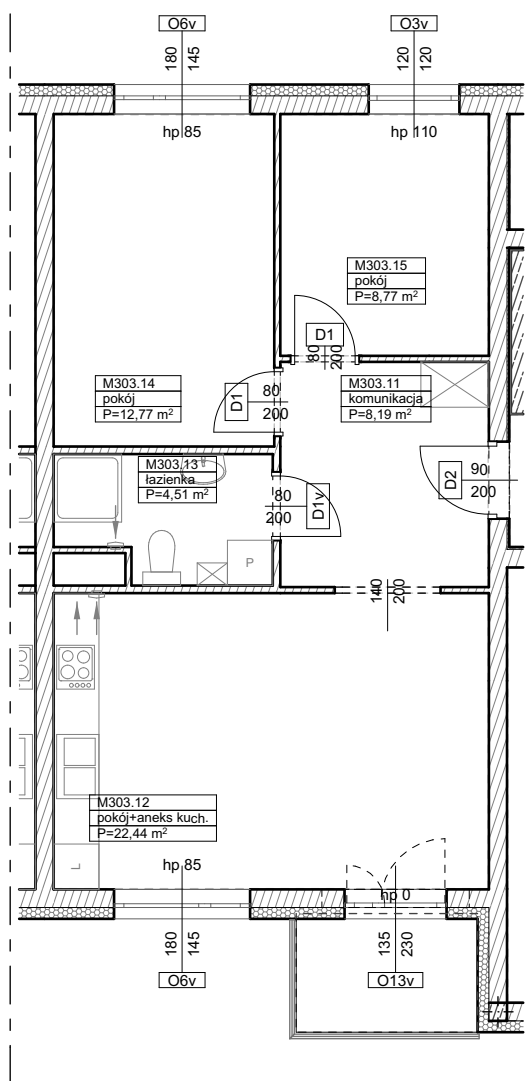 O6v
O3v
180
145
120
120
hp 85
hp 110
M303.15
pokój
P=8,77 m²
D1
80
200
M303.14
pokój
P=12,77 m²
D1
80
200
M303.11
komunikacja
P=8,19 m²
M303.13
łazienka
P=4,51 m²
80
200
D1v
D2
90
200
P
140
200
M303.12
pokój+aneks kuch.
P=22,44 m²
L
hp 85
hp 0
180
145
135
230
O6v
O13v